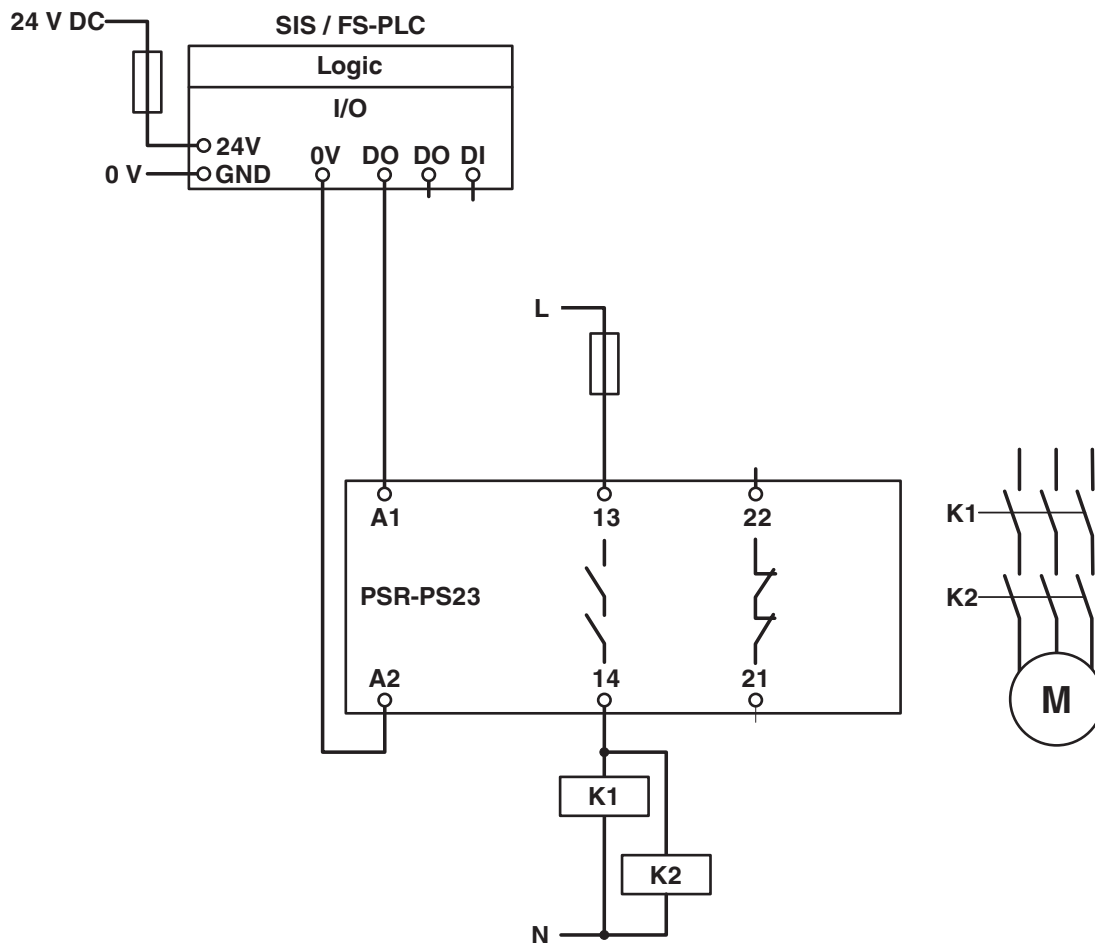 24 V DC
SIS / FS-PLC
Logic
I/O
24V
0V DO DO DI
0 V
GND
L
A1 13 22
K1
PSR-PS23
K2
A2 14 21
M
K1
K2
N